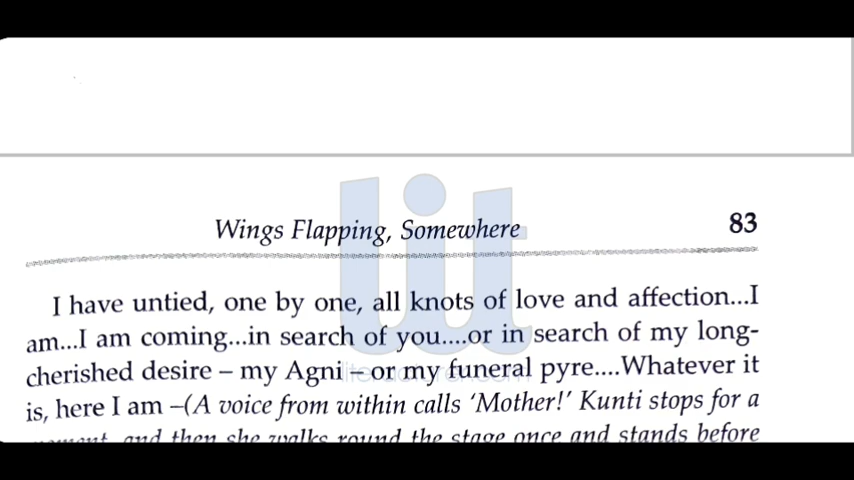 Wings Flapping, Somewhere 83
I have untied, one by one, all knots of love and affection...I
am...I am coming...in search of you....or in search of my long-
cherished desire – my Agni – or my funeral pyre....Whatever it
is, here I am –(A voice from within calls 'Mother!' Kunti stops for a
moment, and then she walks round the stage once and stands before
lit